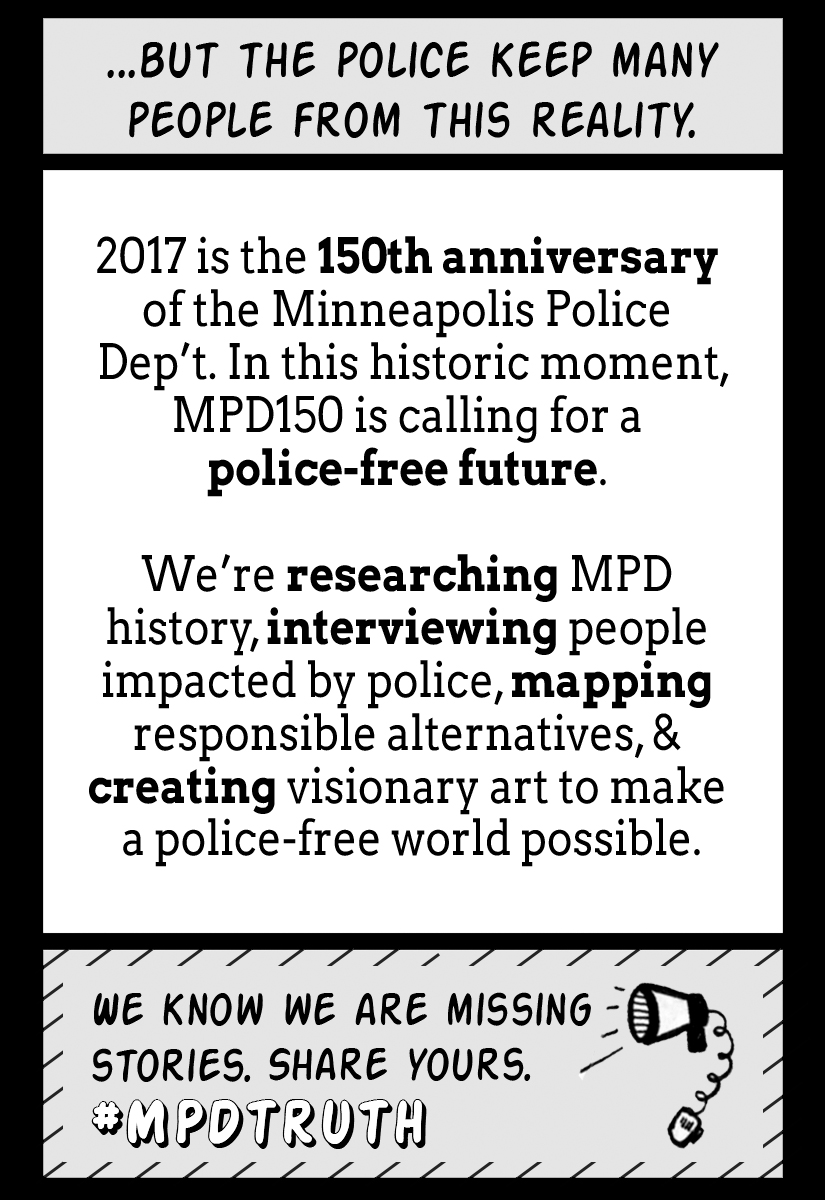 ...BUT THE POLICE KEEP MANY
PEOPLE FROM THIS REALITY.
2017 is the 150th anniversary
of the Minneapolis Police
Dep't. In this historic moment,
MPD150 is calling for a
police-free future.
We're researching MPD
history, interviewing people
impacted by police, mapping
responsible alternatives, &
creating visionary art to make
a police-free world possible.
WE KNOW WE ARE MISSING
STORIES. SHARE YOURS.
#MPDTRUTH